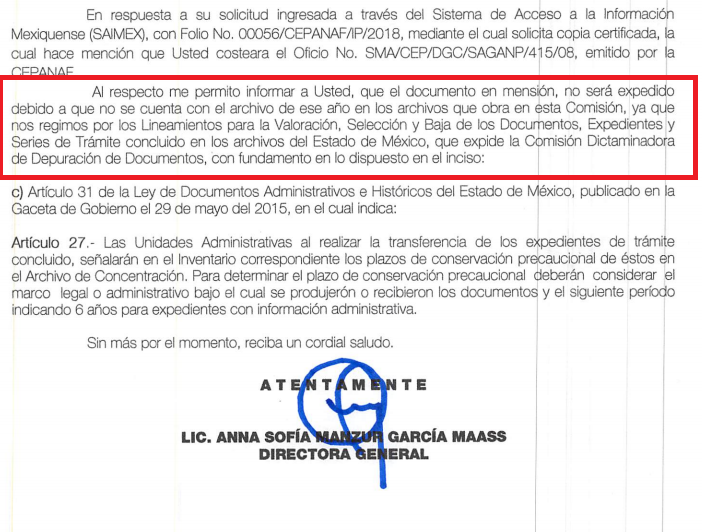 En respuesta a su solicitud ingresada a través del Sistema de Acceso a la Información
Mexiquense (SAIMEX), con Folio No. 00056/CEPANAF/IP/2018, mediante el cual solicita copia certificada, la
cual hace mención que Usted costeara el Oficio No. SMA/CEP/DGC/SAGANP/415/08, emitido por la
CEPANAF.
Al respecto me permito informar a Usted, que el documento en mensión, no será expedido
debido a que no se cuenta con el archivo de ese año en los archivos que obra en esta Comisión, ya que
nos regimos por los Lineamientos para la Valoración, Selección y Baja de los Documentos, Expedientes y
Series de Trámite concluido en los archivos del Estado de México, que expide la Comisión Dictaminadora
de Depuración de Documentos, con fundamento en lo dispuesto en el inciso:
c) Artículo 31 de la Ley de Documentos Administrativos e Históricos del Estado de México, publicado en la
Gaceta de Gobierno el 29 de mayo del 2015, en el cual indica:
Artículo 27.- Las Unidades Administrativas al realizar la transferencia de los expedientes de trámite
concluido, señalarán en el Inventario correspondiente los plazos de conservación precaucional de éstos en
el Archivo de Concentración. Para determinar el plazo de conservación precaucional deberán considerar el
marco legal o administrativo bajo el cual se produjerón o recibieron los documentos y el siguiente período
indicando 6 años para expedientes con información administrativa.
Sin más por el momento, reciba un cordial saludo.
A T E N T A M E N T E
LIC. ANNA SOFÍA MANZUR GARCÍA MAASS
DIRECTORA GENERAL